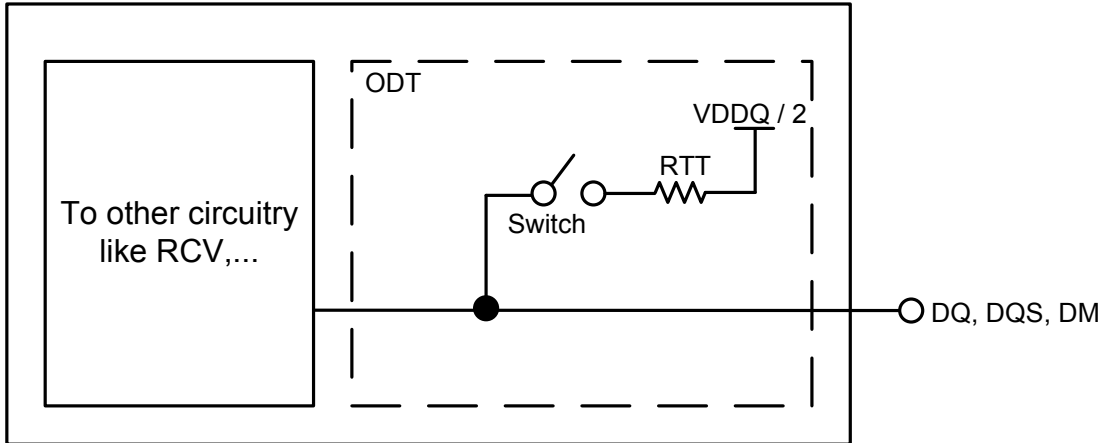 ODT
VDDQ / 2
RTT
Switch
To other circuitry
like RCV,...
DQ, DQS, DM